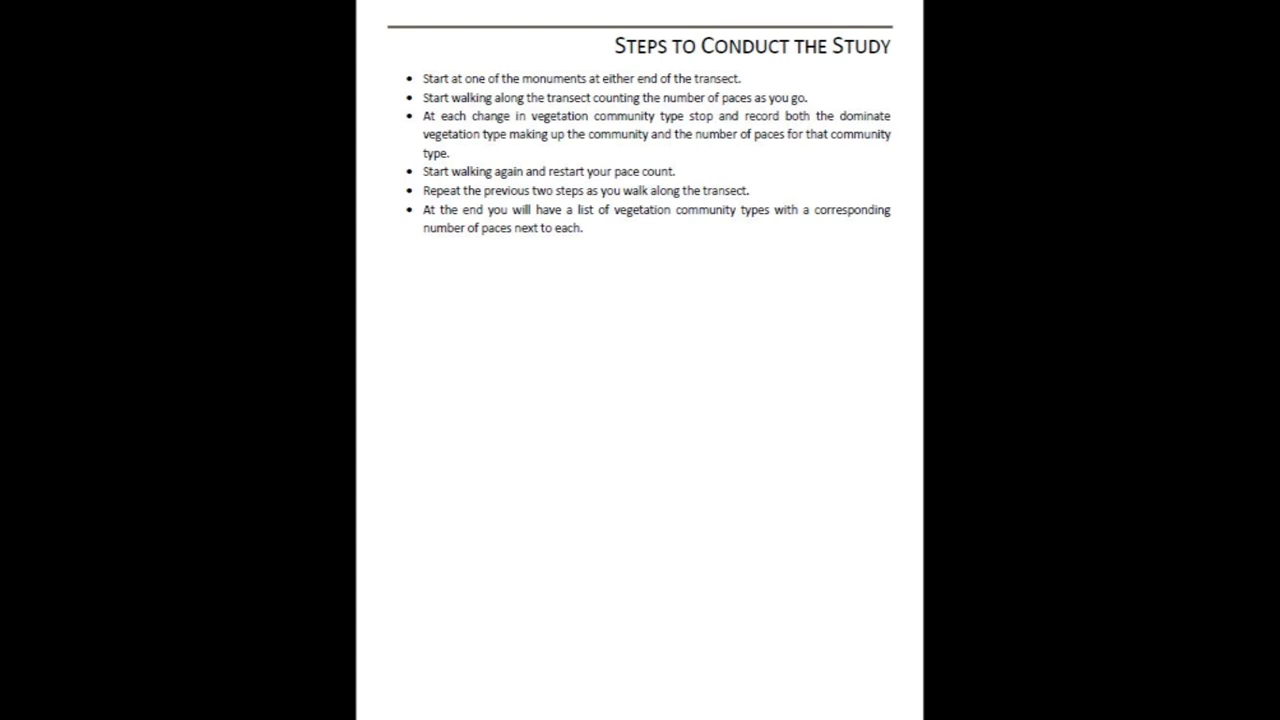 STEPS TO CONDUCT THE STUDY
• Start at one of the monuments at either end of the transect.
• Start walking along the transect counting the number of paces as you go.
• At each change in vegetation community type stop and record both the dominate
vegetation type making up the community and the number of paces for that community
type.
• Start walking again and restart your pace count.
• Repeat the previous two steps as you walk along the transect.
• At the end you will have a list of vegetation community types with a corresponding
number of paces next to each.